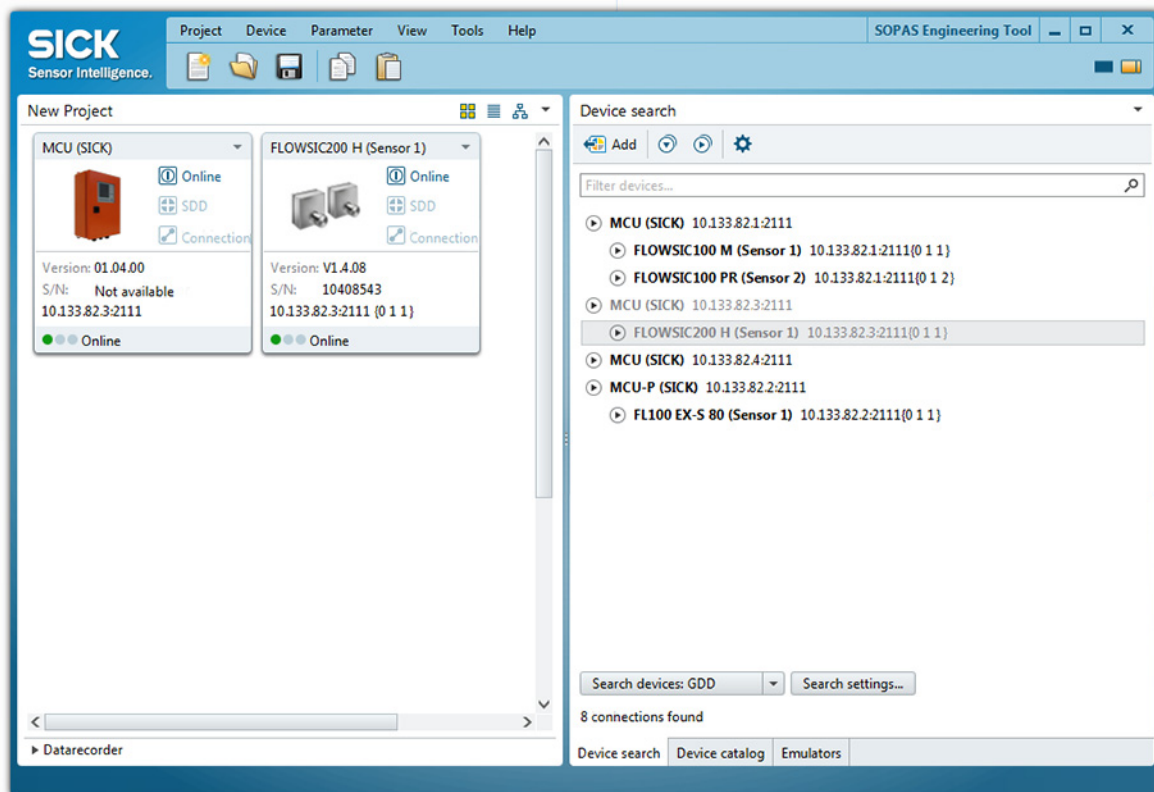 SICK
Sensor Intelligence.
Project Device Parameter View Tools Help
SOPAS Engineering Tool
New Project
MCU (SICK)
Online
SDD
Connection
Version: 01.04.00
S/N: Not available
10.133.82.3:2111
Online
FLOWSIC200 H (Sensor 1)
Online
SDD
Connection
Version: V1.4.08
S/N: 10408543
10.133.82.3:2111 {0 1 1}
Online
Datarecorder
Device search
Add
Filter devices...
MCU (SICK) 10.133.82.1:2111
FLOWSIC100 M (Sensor 1) 10.133.82.1:2111{0 1 1}
FLOWSIC100 PR (Sensor 2) 10.133.82.1:2111{0 1 2}
MCU (SICK) 10.133.82.3:2111
FLOWSIC200 H (Sensor 1) 10.133.82.3:2111{0 1 1}
MCU (SICK) 10.133.82.4:2111
MCU-P (SICK) 10.133.82.2:2111
FL100 EX-S 80 (Sensor 1) 10.133.82.2:2111{0 1 1}
Search devices: GDD
Search settings...
8 connections found
Device search Device catalog Emulators